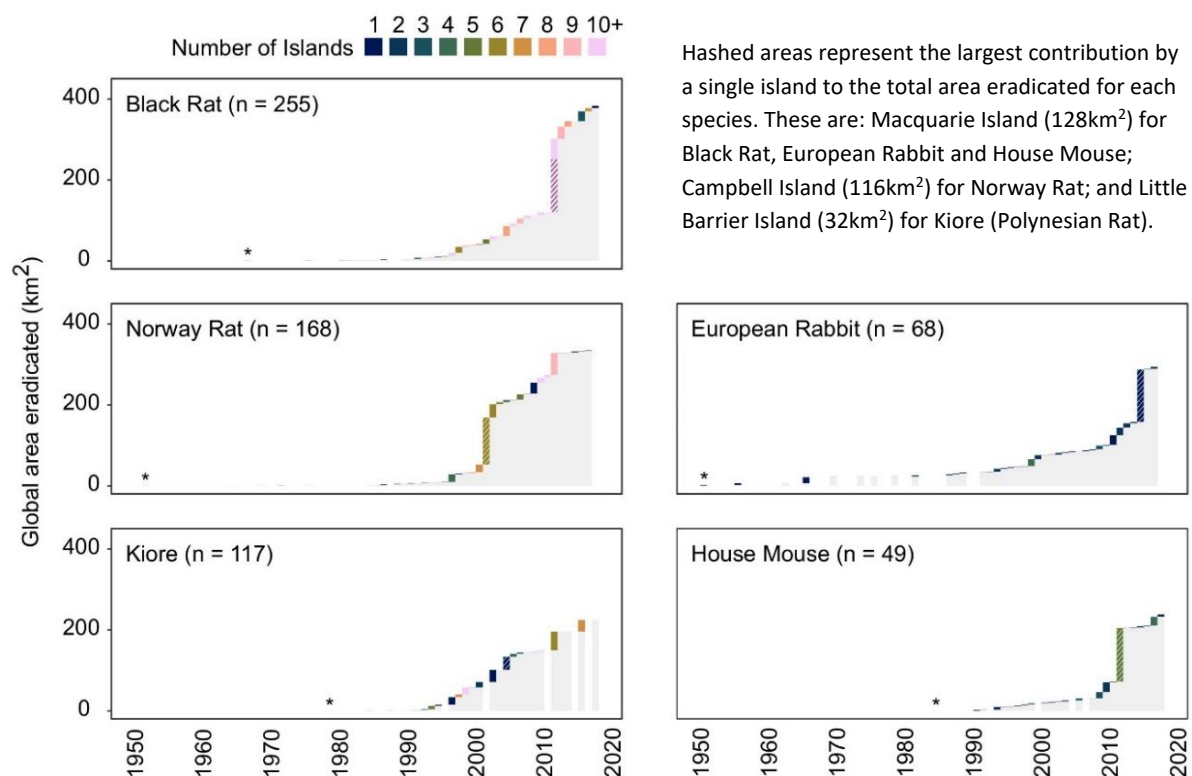 1 2 3 4 5 6 7 8 9 10+
Number of Islands
Hashed areas represent the largest contribution by
a single island to the total area eradicated for each
species. These are: Macquarie Island (128km²) for
Black Rat, European Rabbit and House Mouse;
Campbell Island (116km²) for Norway Rat; and Little
Barrier Island (32km²) for Kiore (Polynesian Rat).
Global area eradicated (km²)
Black Rat (n = 255)
400
200
0
*
Norway Rat (n = 168)
400
200
0
*
European Rabbit (n = 68)
*
Kiore (n = 117)
400
200
0
*
House Mouse (n = 49)
*
1950 1960 1970 1980 1990 2000 2010 2020
1950 1960 1970 1980 1990 2000 2010 2020